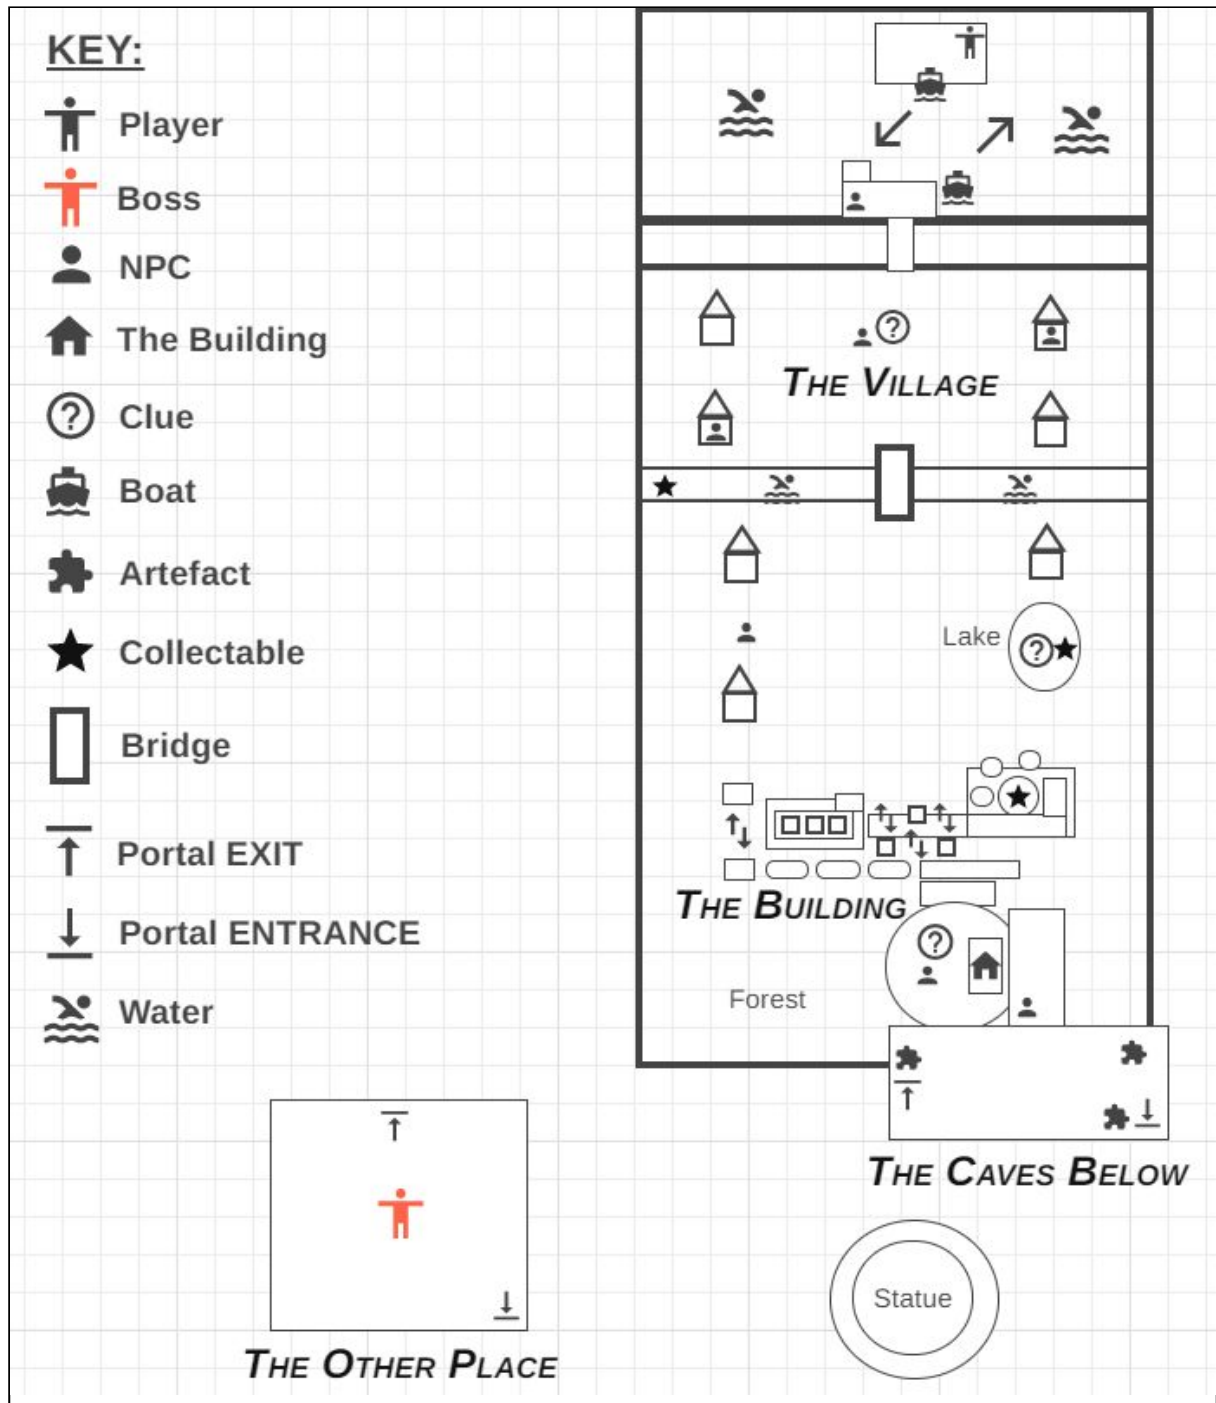 KEY:
Player
Boss
NPC
The Building
Clue
Boat
Artefact
Collectable
Bridge
Portal EXIT
Portal ENTRANCE
Water
?
THE VILLAGE
Lake
?
THE BUILDING
?
Forest
THE CAVES BELOW
Statue
THE OTHER PLACE